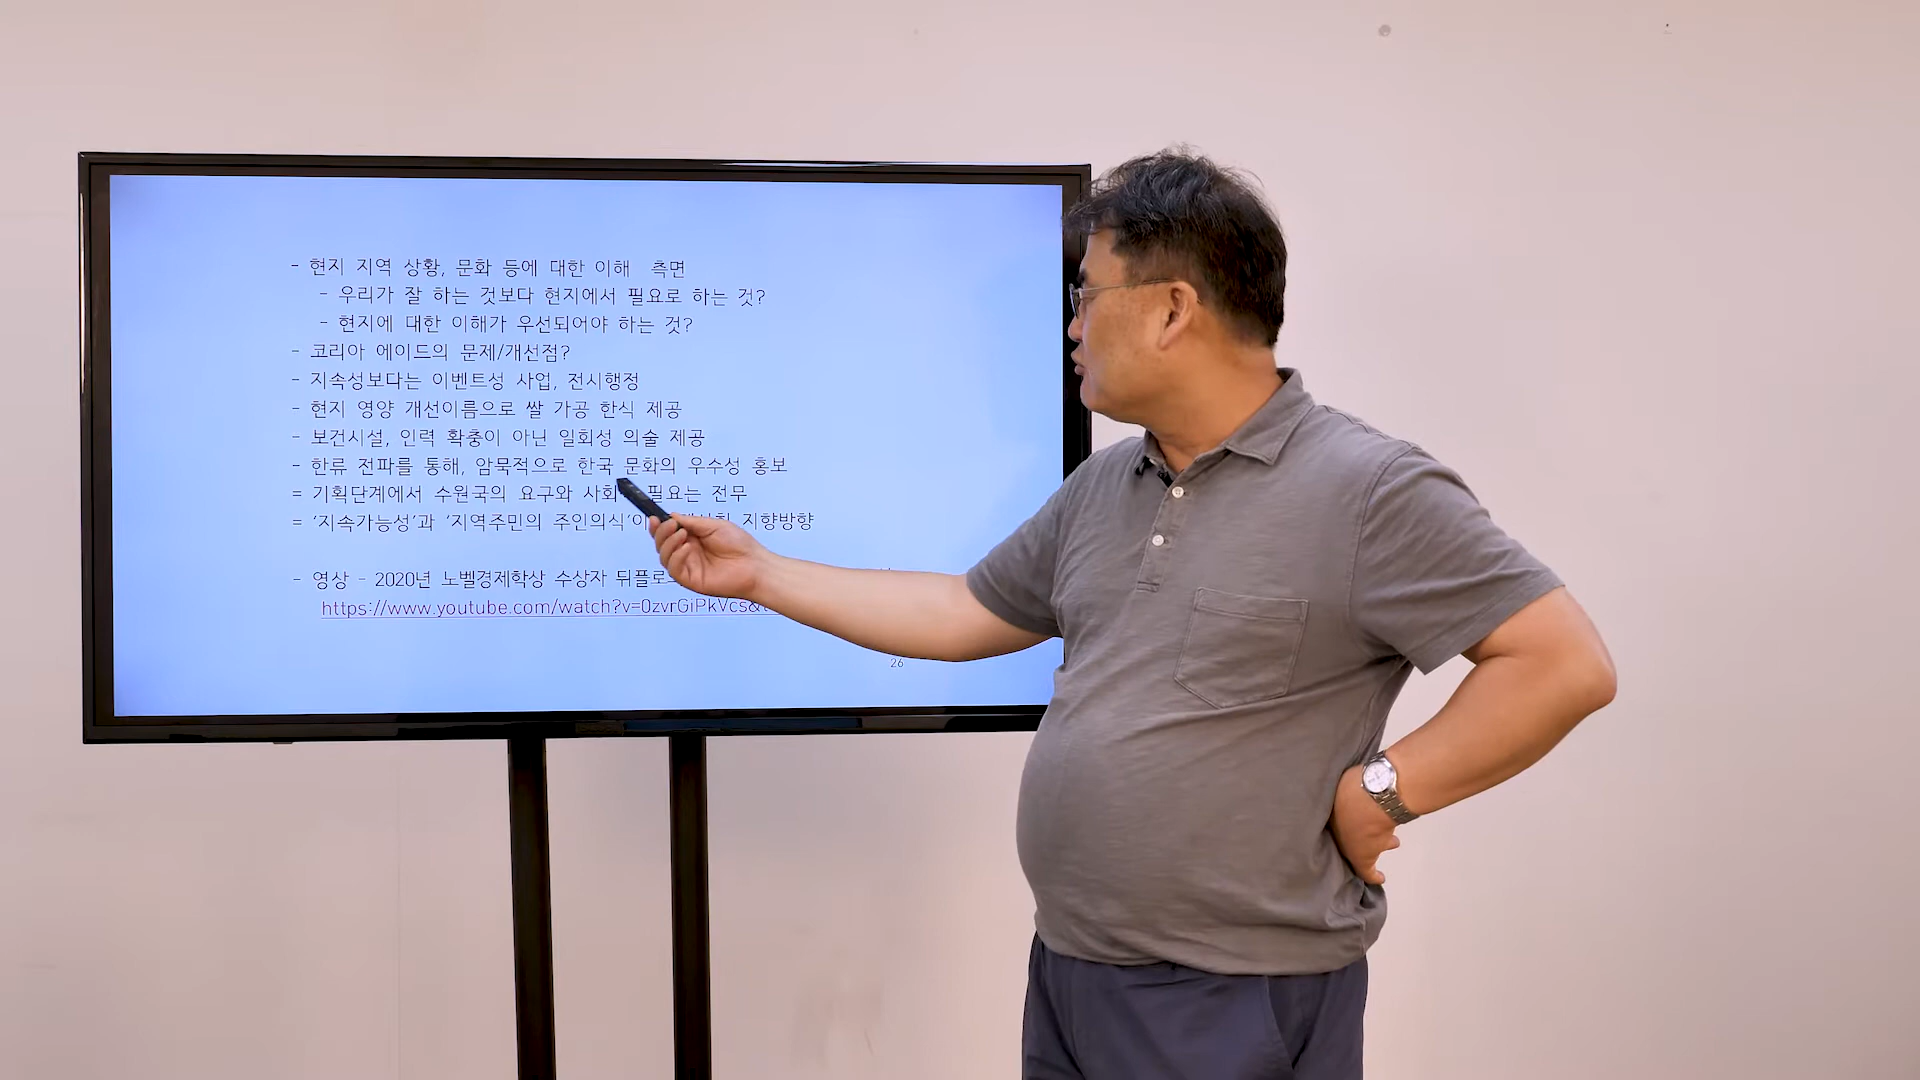 - 현지 지역 상황, 문화 등에 대한 이해 측면
- 우리가 잘 하는 것보다 현지에서 필요로 하는 것?
- 현지에 대한 이해가 우선되어야 하는 것?
- 코리아 에이드의 문제/개선점?
- 지속성보다는 이벤트성 사업, 전시행정
- 현지 영양 개선이름으로 쌀 가공 한식 제공
- 보건시설, 인력 확충이 아닌 일회성 의술 제공
- 한류 전파를 통해, 암묵적으로 한국 문화의 우수성 홍보
= 기획단계에서 수원국의 요구와 필요는 전무
= '지속가능성'과 '지역주민의 주인의식'이 지향방향
- 영상 - 2020년 노벨경제학상 수상자
https://www.youtube.com/watch?v=0zvrGiPkVcs&t
26